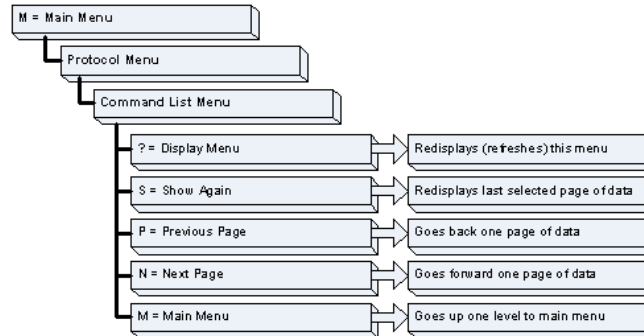 M = Main Menu
Protocol Menu
Command List Menu
? = Display Menu
Redisplays (refreshes) this menu
S = Show Again
Redisplays last selected page of data
P = Previous Page
Goes back one page of data
N = Next Page
Goes forward one page of data
M = Main Menu
Goes up one level to main menu